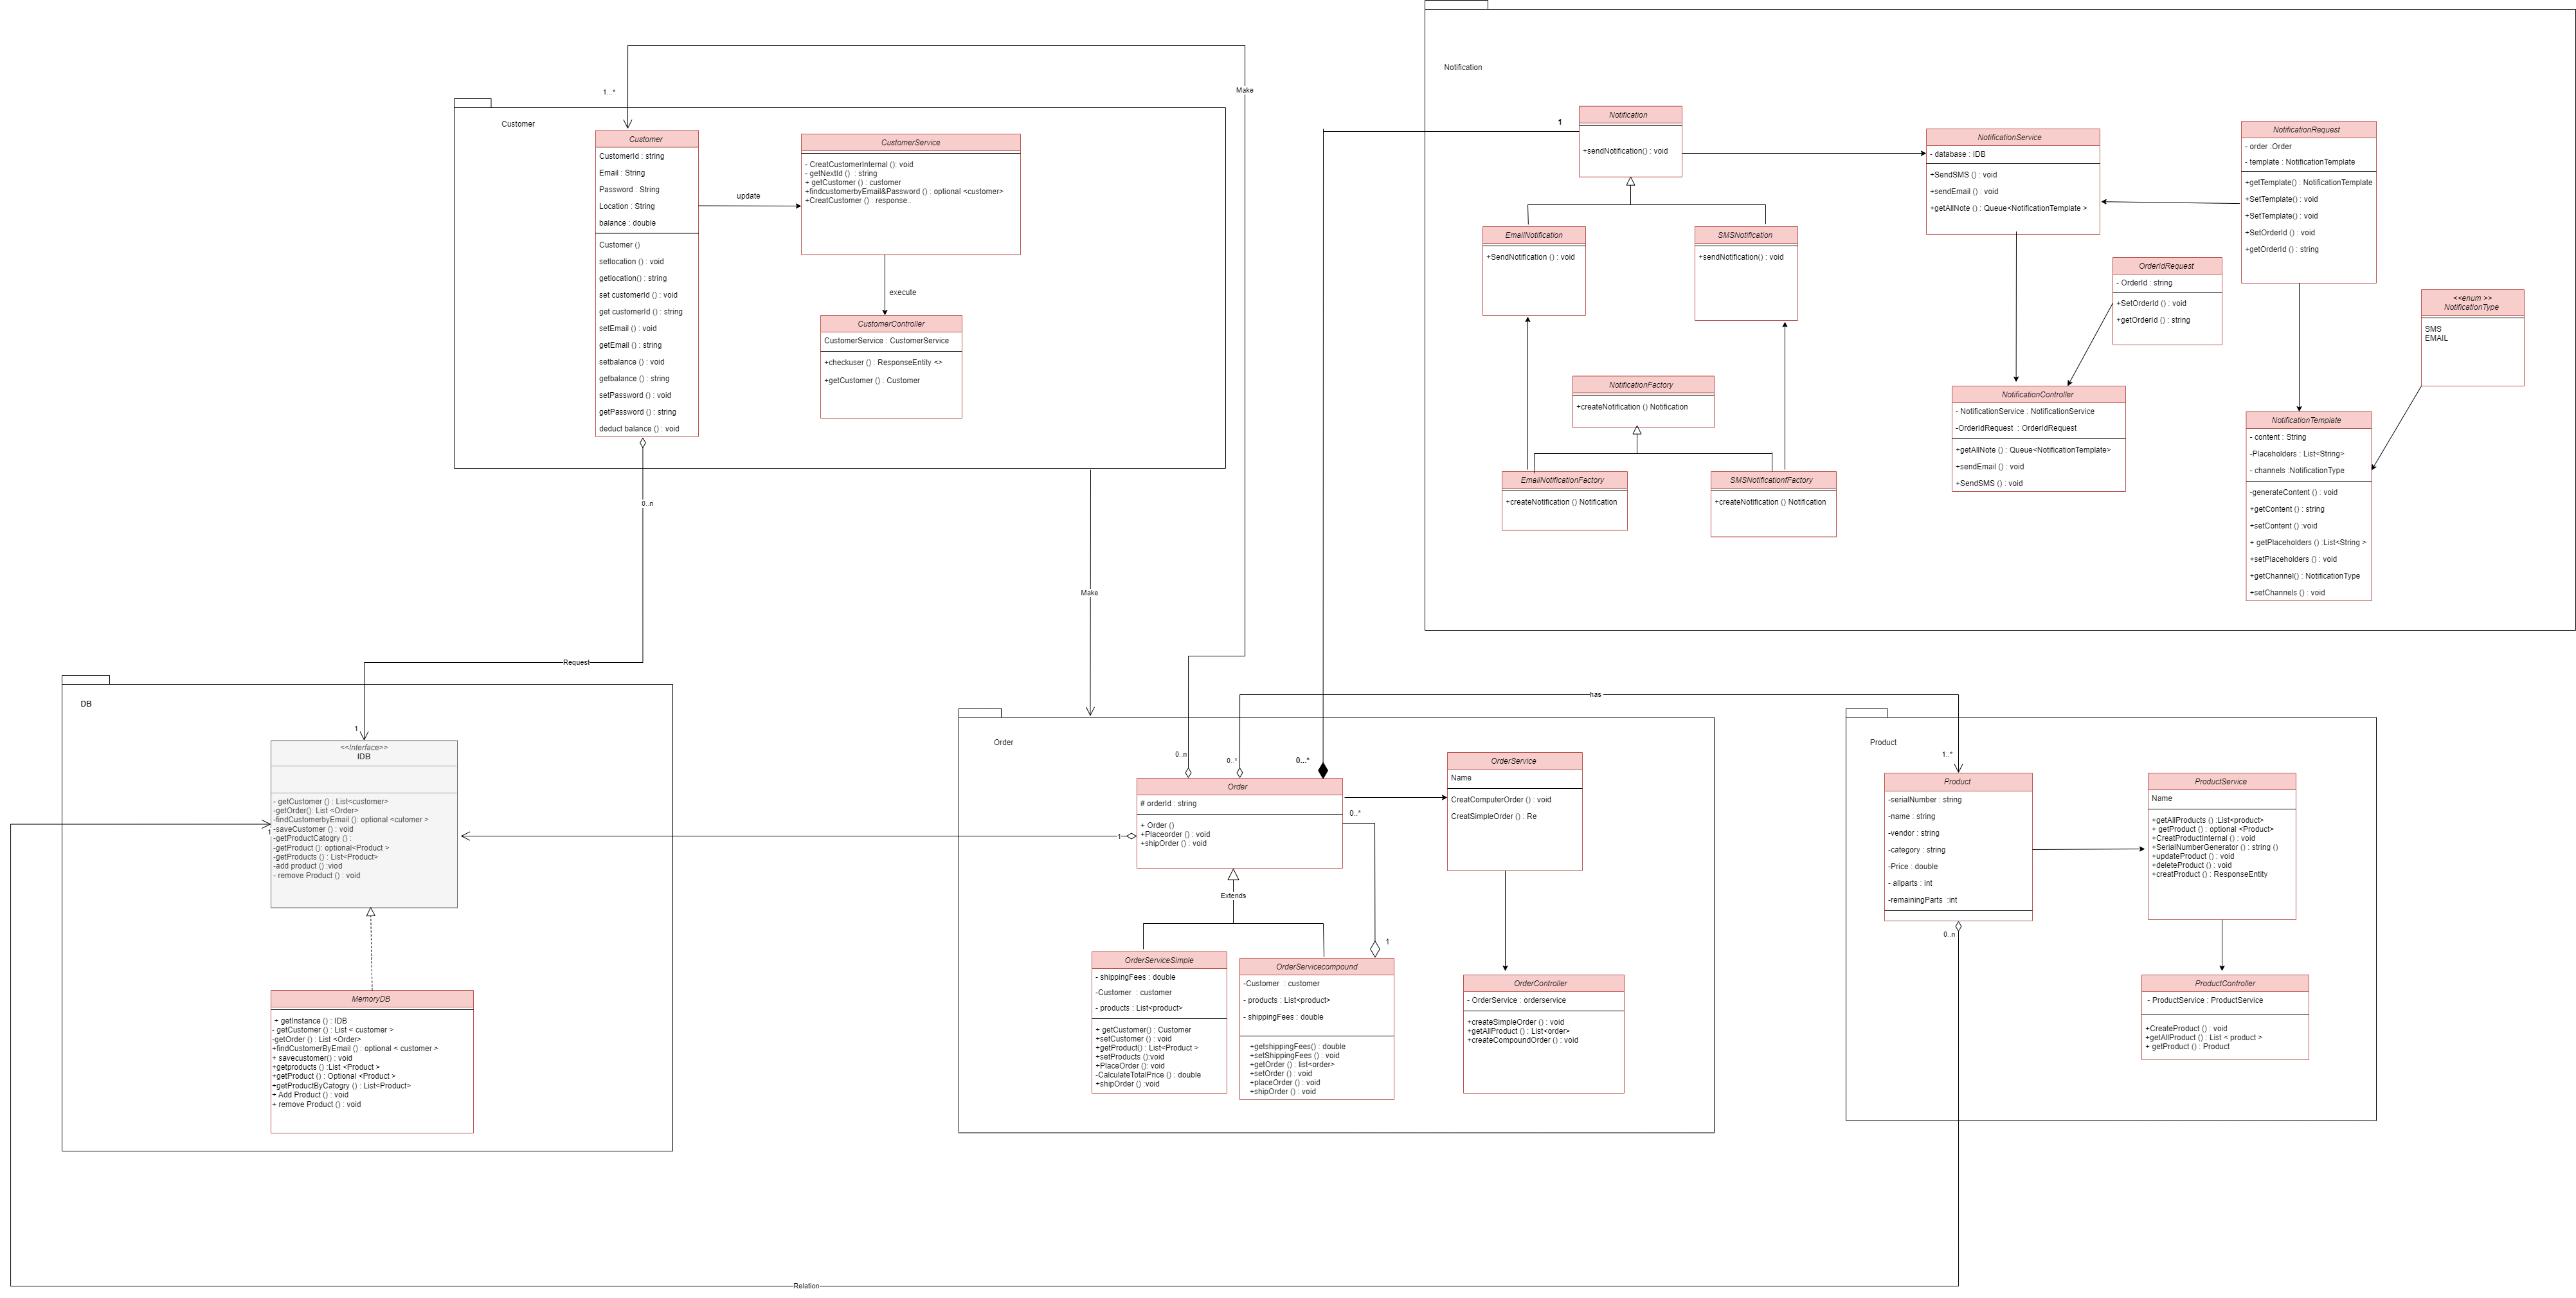 Notification
1
Notification
+sendNotification() : void
EmailNotification
+SendNotification () : void
SMSNotification
+sendNotification() : void
NotificationFactory
+createNotification () Notification
EmailNotificationFactory
+createNotification () Notification
SMSNotificationfFactory
+createNotification () Notification
NotificationService
- database : IDB
+SendSMS () : void
+sendEmail () : void
+getAllNote () : Queue<NotificationTemplate >
NotificationRequest
- order :Order
- template : NotificationTemplate
+getTemplate() : NotificationTemplate
+SetTemplate() : void
+SetTemplate() : void
+SetOrderId () : void
+getOrderId () : string
OrderIdRequest
- OrderId : string
+SetOrderId () : void
+getOrderId () : string
<<enum >>
NotificationType
SMS
EMAIL
NotificationController
- NotificationService : NotificationService
-OrderIdRequest : OrderIdRequest
+getAllNote () : Queue<NotificationTemplate>
+sendEmail () : void
+SendSMS () : void
NotificationTemplate
- content : String
-Placeholders : List<String>
- channels :NotificationType
-generateContent () : void
+getContent () : string
+setContent () :void
+ getPlaceholders () :List<String >
+setPlaceholders () : void
+getChannel() : NotificationType
+setChannels () : void
Make
1...*
Customer
Customer
CustomerId : string
Email : String
Password : String
Location : String
balance : double
Customer ()
setlocation () : void
getlocation() : string
set customerId () : void
get customerId () : string
setEmail () : void
getEmail () : string
setbalance () : void
getbalance () : string
setPassword () : void
getPassword () : string
deduct balance () : void
update
CustomerService
- CreatCustomerInternal (): void
- getNextId () : string
+ getCustomer () : customer
+findcustomerbyEmail&Password () : optional <customer>
+CreatCustomer () : response..
execute
CustomerController
CustomerService : CustomerService
+checkuser () : ResponseEntity <>
+getCustomer () : Customer
0..n
Make
Request
DB
1
<<interface>>
IDB
- getCustomer () : List<customer>
-getOrder(): List <Order>
-findCustomerbyEmail (): optional <cutomer >
-saveCustomer () : void
-getProductCatogry () :
-getProduct (): optional<Product >
-getProducts () : List<Product>
-add product () :viod
- remove Product () : void
1
MemoryDB
+ getInstance () : IDB
- getCustomer () : List < customer >
-getOrder () : List <Order>
+findCustomerByEmail () : optional < customer >
+ savecustomer() : void
+getproducts () :List <Product >
+getProduct () : Optional <Product >
+getProductByCatogry () : List<Product>
+ Add Product () : void
+ remove Product () : void
Order
0..n
0..*
0...*
Order
# orderId : string
+ Order ()
+Placeorder () : void
+shipOrder () : void
1
0..*
1
Extends
OrderService
Name
CreatComputerOrder () : void
CreatSimpleOrder () : Re
OrderServiceSimple
- shippingFees : double
-Customer : customer
- products : List<product>
+ getCustomer() : Customer
+setCustomer () : void
+getProduct() : List<Product >
+setProducts ():void
+PlaceOrder (): void
-CalculateTotalPrice () : double
+shipOrder () :void
OrderServicecompound
-Customer : customer
- products : List<product>
- shippingFees : double
+getshippingFees() : double
+setShippingFees () : void
+getOrder () : list<order>
+setOrder () : void
+placeOrder () : void
+shipOrder () : void
OrderController
- OrderService : orderservice
+createSimpleOrder () : void
+getAllProduct () : List<order>
+createCompoundOrder () : void
has
Product
1..*
Product
-serialNumber : string
-name : string
-vendor : string
-category : string
-Price : double
- allparts : int
-remainingParts :int
0..n
ProductService
Name
+getAllProducts () :List<product>
+ getProduct () : optional <Product>
+CreatProductInternal () : void
+SerialNumberGenerator () : string ()
+updateProduct () : void
+deleteProduct () : void
+creatProduct () : ResponseEntity
ProductController
- ProductService : ProductService
+CreateProduct () : void
+getAllProduct () : List < product >
+ getProduct () : Product
Relation